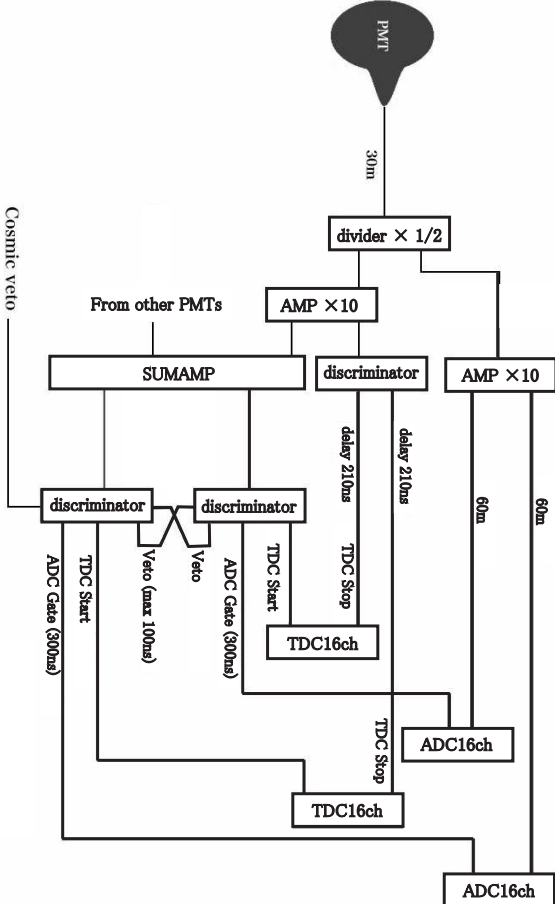 PMT
30m
divider × 1/2
Cosmic veto
From other PMTs
AMP ×10
SUMAMP
discriminator
AMP ×10
delay 210ns
delay 210ns
60m
60m
discriminator
discriminator
ADC Gate (300ns)
TDC Start
Veto (max 100ns)
Veto
ADC Gate (300ns)
TDC Start
TDC Stop
TDC16ch
TDC Stop
ADC16ch
TDC16ch
ADC16ch